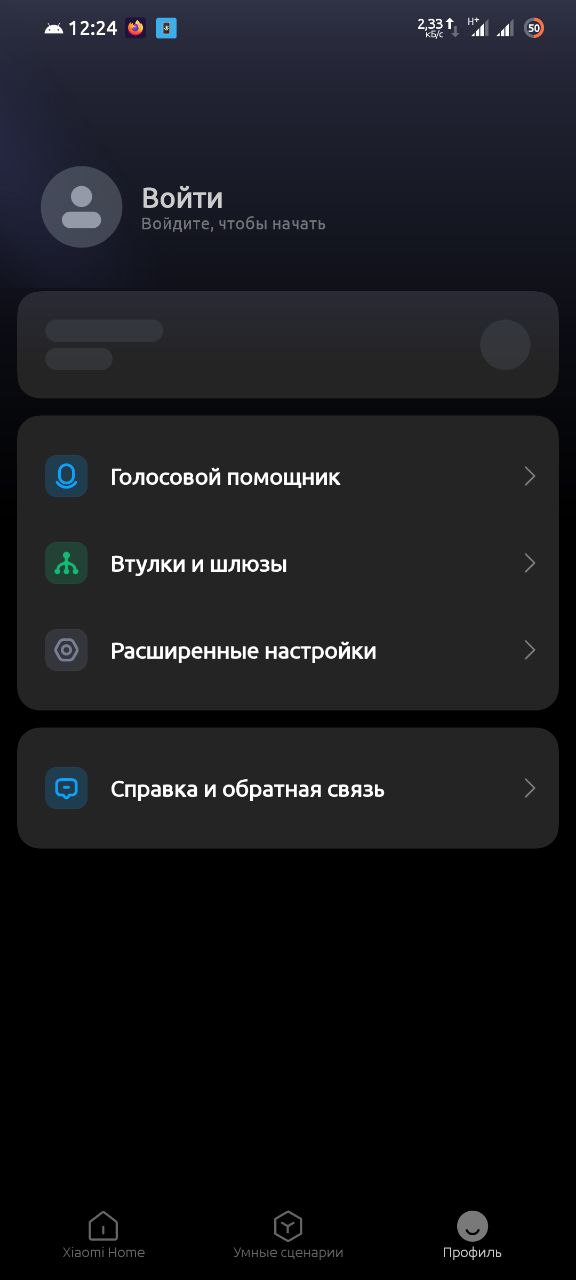 12:24
2,33
КБ/с
H+
50
Войти
Войдите, чтобы начать
Голосовой помощник
Втулки и шлюзы
Расширенные настройки
Справка и обратная связь
Xiaomi Home
Умные сценарии
Профиль